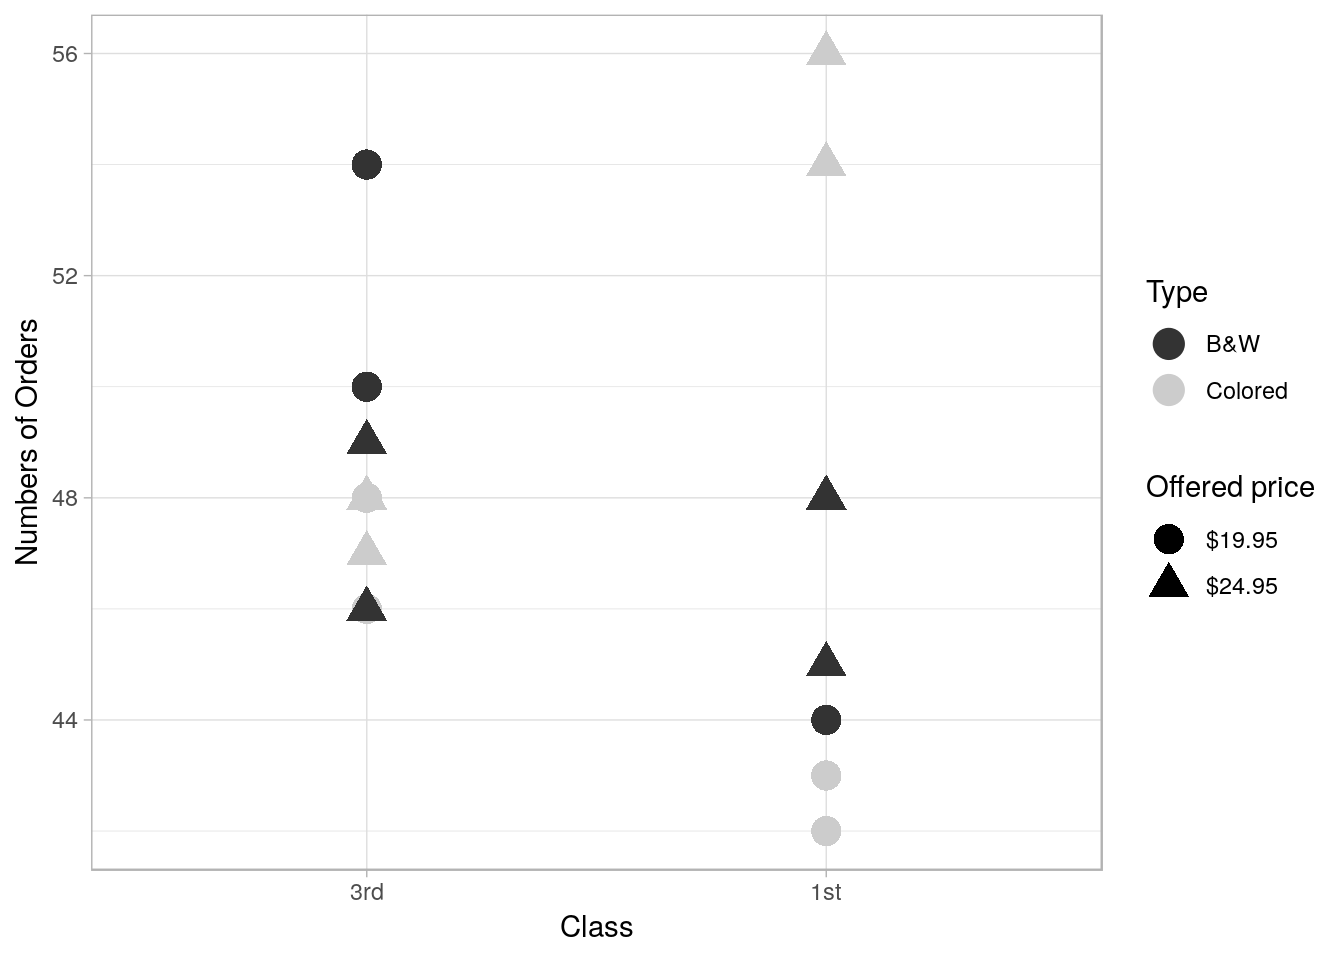 56
52
48
44
Numbers of Orders
3rd
1st
Class
Type
B&W
Colored
Offered price
$19.95
$24.95